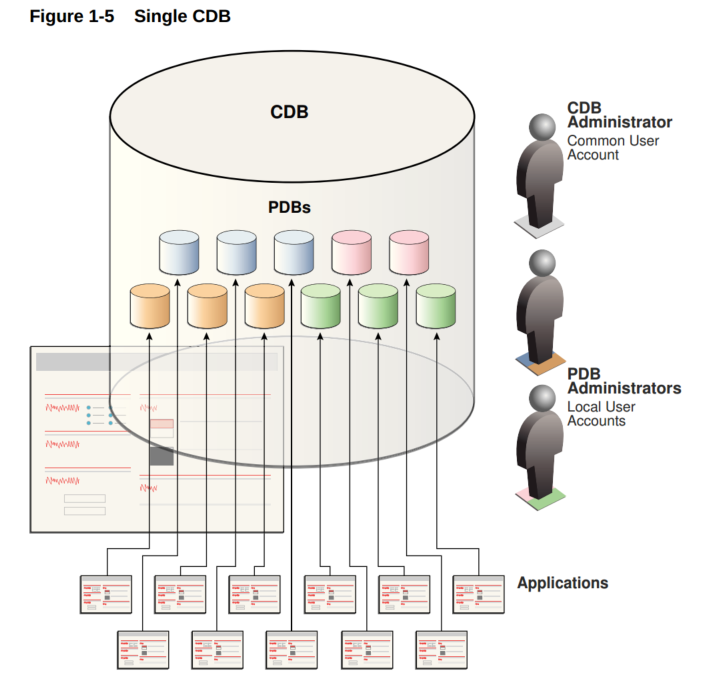 Figure 1-5 Single CDB
CDB
PDBs
CDB
Administrator
Common User
Account
PDB
Administrators
Local User
Accounts
Applications